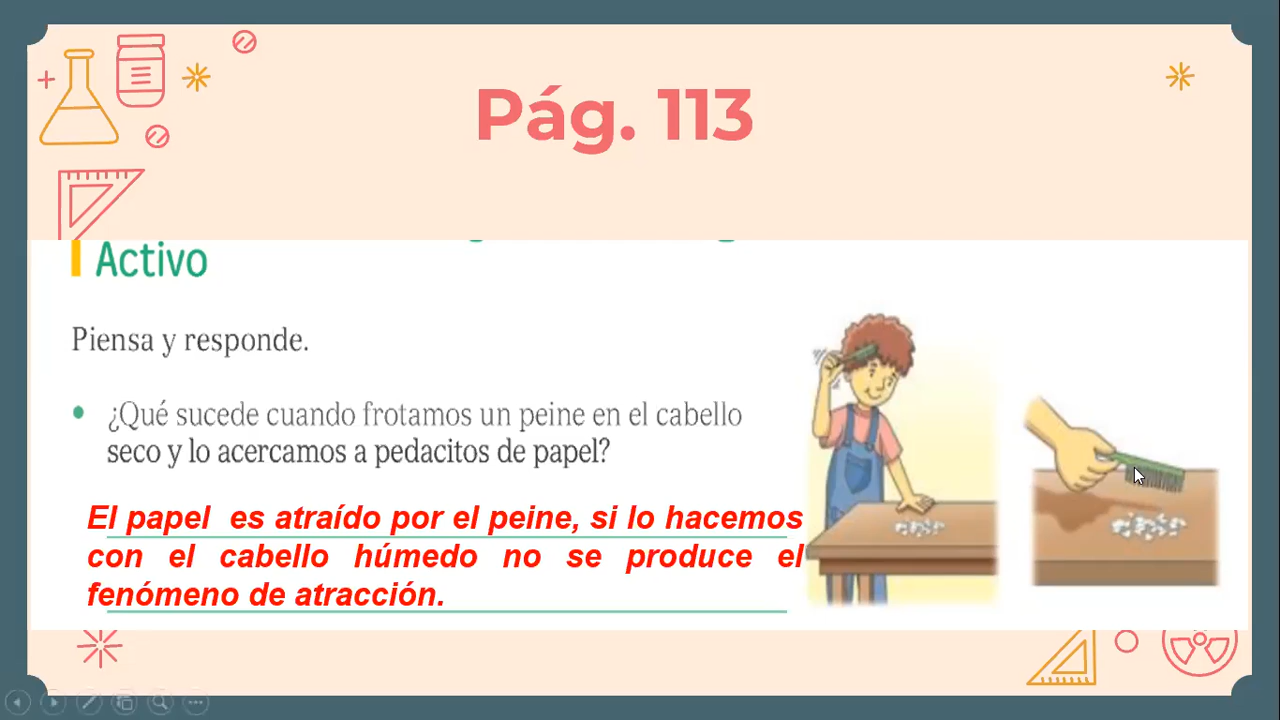 Pág. 113
Activo
Piensa y responde.
• ¿Qué sucede cuando frotamos un peine en el cabello
seco y lo acercamos a pedacitos de papel?
El papel es atraído por el peine, si lo hacemos
con el cabello húmedo no se produce el
fenómeno de atracción.